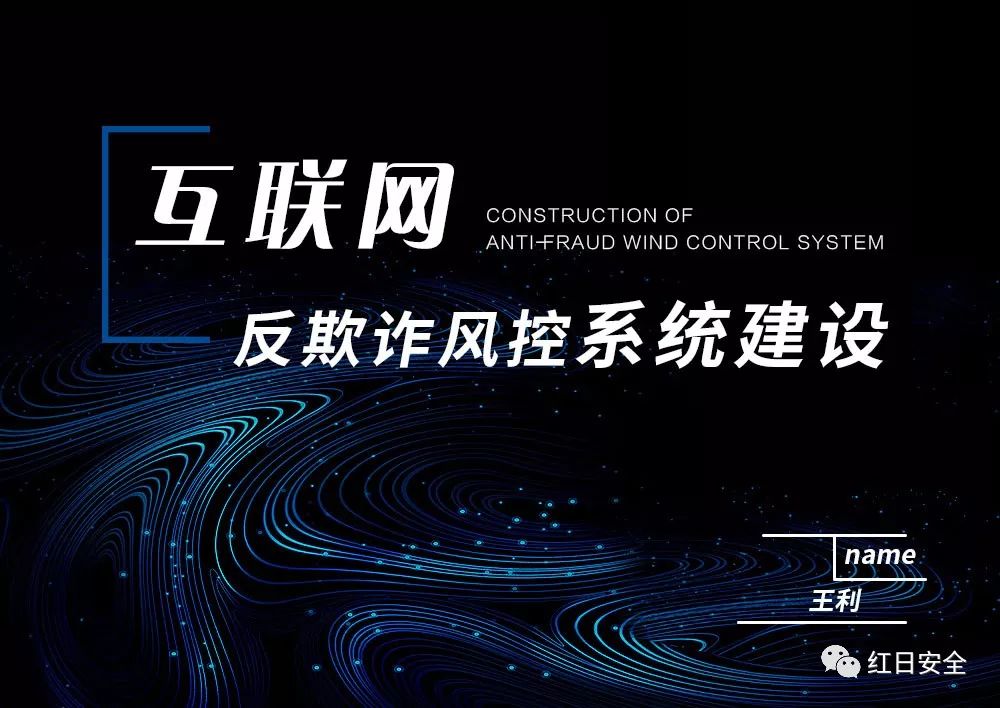 互联网
CONSTRUCTION OF
ANTI-FRAUD WIND CONTROL SYSTEM
反欺诈风控系统建设
name
王利
红日安全